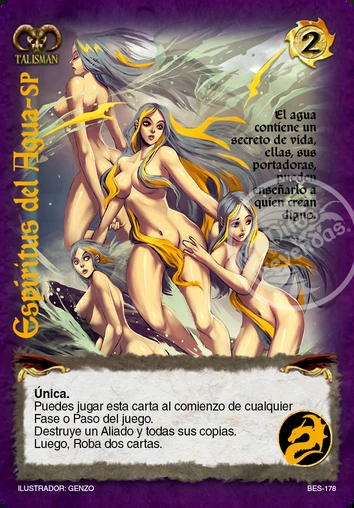 TALISMAN
2
Espíritus del Agua-SP
El agua
contiene un
secreto de vida,
ellas, sus
portadoras,
pueden
enseñarlo a
quien crean
digno.
Única.
Puedes jugar esta carta al comienzo de cualquier
Fase o Paso del juego.
Destruye un Aliado y todas sus copias.
Luego, Roba dos cartas.
ILUSTRADOR: GENZO
BES-178